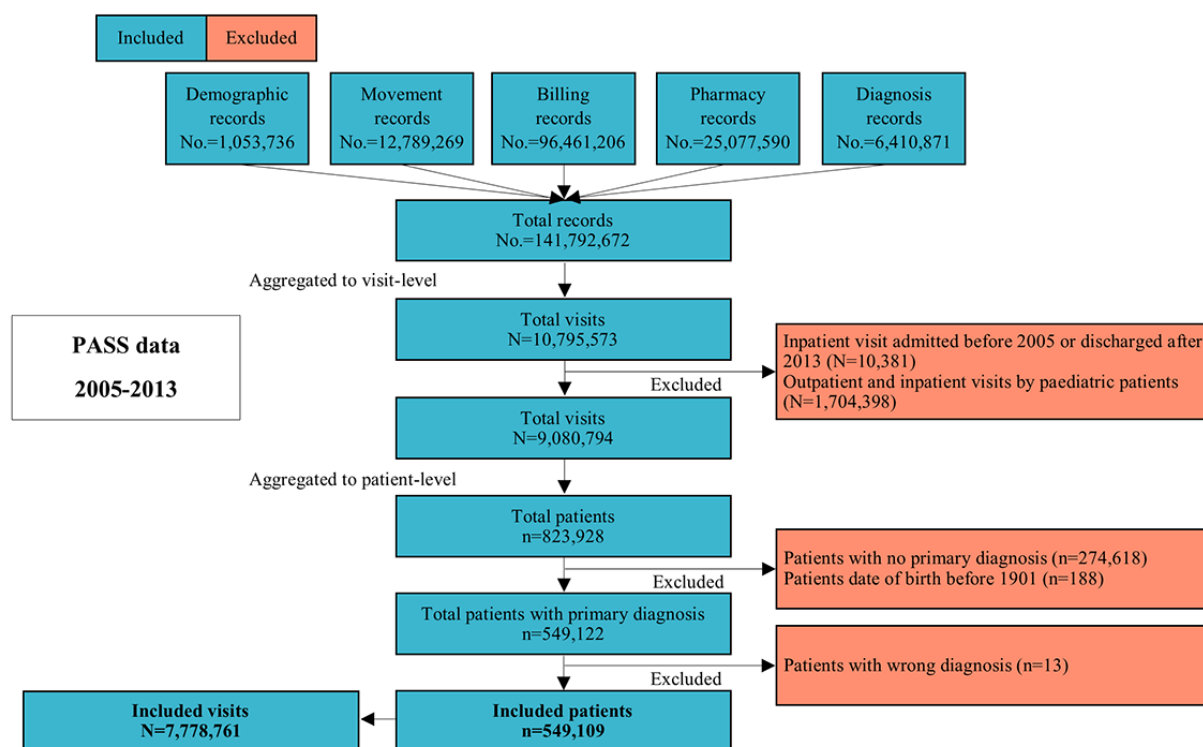 Included
Excluded
Demographic
records
No.=1,053,736
Movement
records
No.=12,789,269
Billing
records
No.=96,461,206
Pharmacy
records
No.=25,077,590
Diagnosis
records
No.=6,410,871
Total records
No.=141,792,672
Aggregated to visit-level
Total visits
N=10,795,573
PASS data
2005-2013
Excluded
Inpatient visit admitted before 2005 or discharged after
2013 (N=10,381)
Outpatient and inpatient visits by paediatric patients
(N=1,704,398)
Total visits
N=9,080,794
Aggregated to patient-level
Total patients
n=823,928
Excluded
Patients with no primary diagnosis (n=274,618)
Patients date of birth before 1901 (n=188)
Total patients with primary diagnosis
n=549,122
Excluded
Patients with wrong diagnosis (n=13)
Included visits
N=7,778,761
Included patients
n=549,109